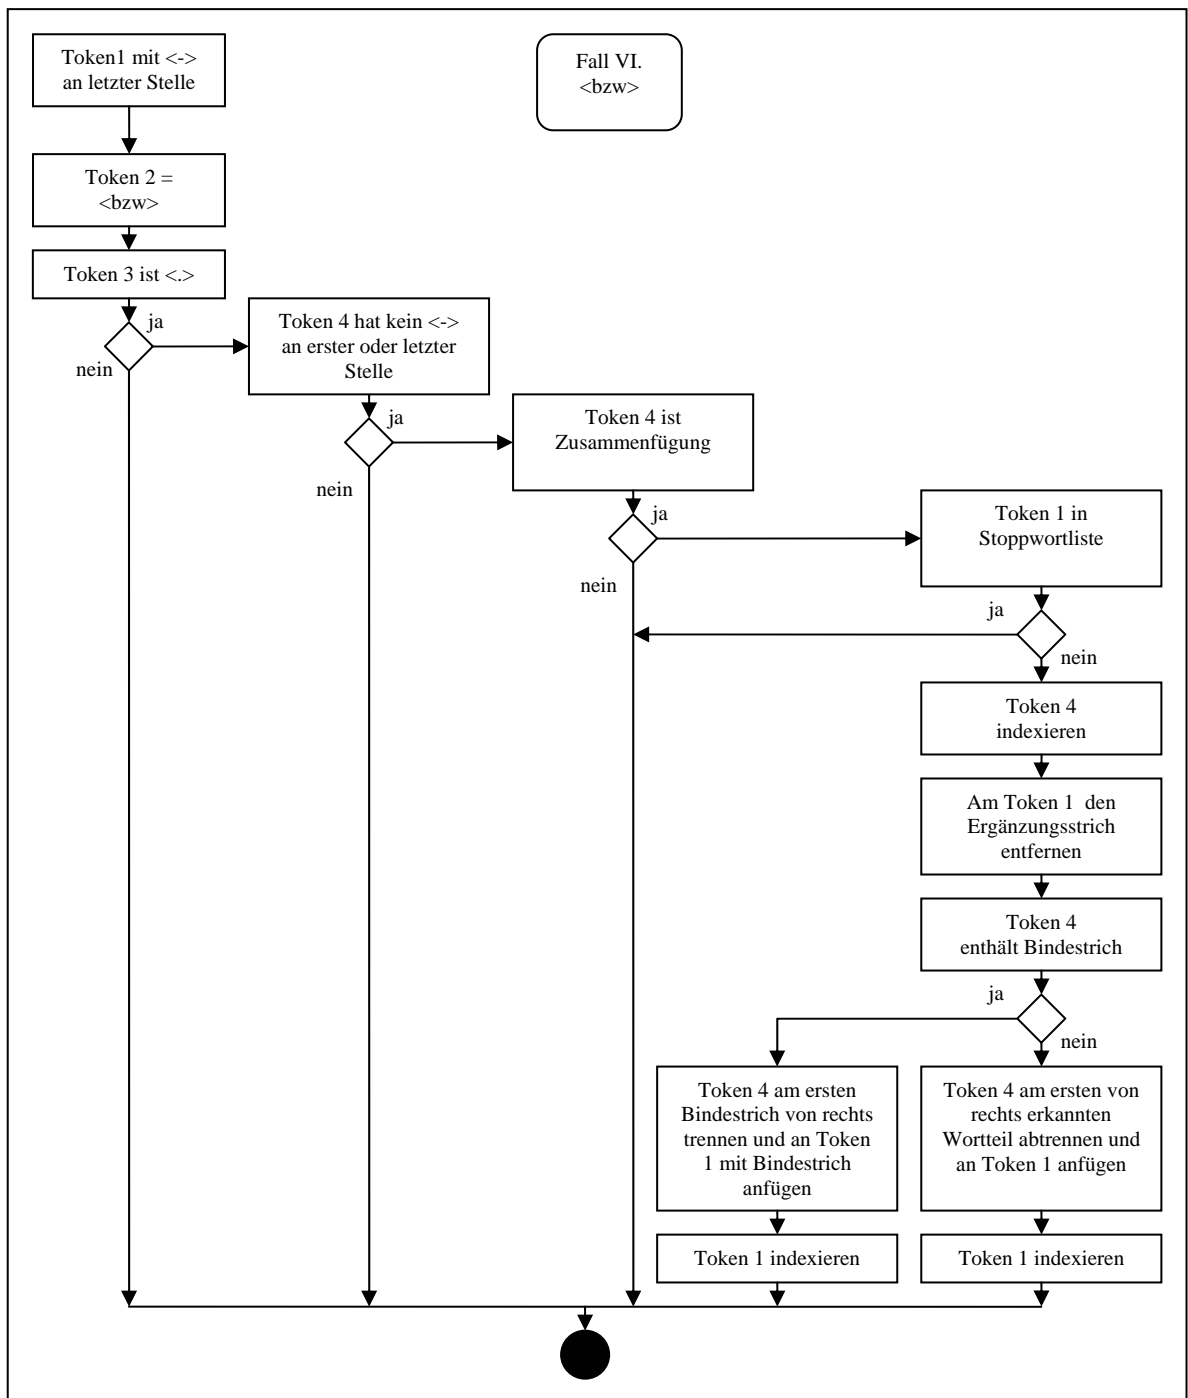 Token1 mit <->
an letzter Stelle
Fall VI.
<bzw>
Token 2 =
<bzw>
Token 3 ist <.>
ja
nein
Token 4 hat kein <->
an erster oder letzter
Stelle
ja
nein
Token 4 ist
Zusammenfügung
ja
nein
Token 1 in
Stoppwortliste
ja
nein
Token 4
indexieren
Am Token 1 den
Ergänzungsstrich
entfernen
Token 4
enthält Bindestrich
ja
nein
Token 4 am ersten
Bindestrich von rechts
trennen und an Token
1 mit Bindestrich
anfügen
Token 4 am ersten von
rechts erkannten
Wortteil abtrennen und
an Token 1 anfügen
Token 1 indexieren
Token 1 indexieren